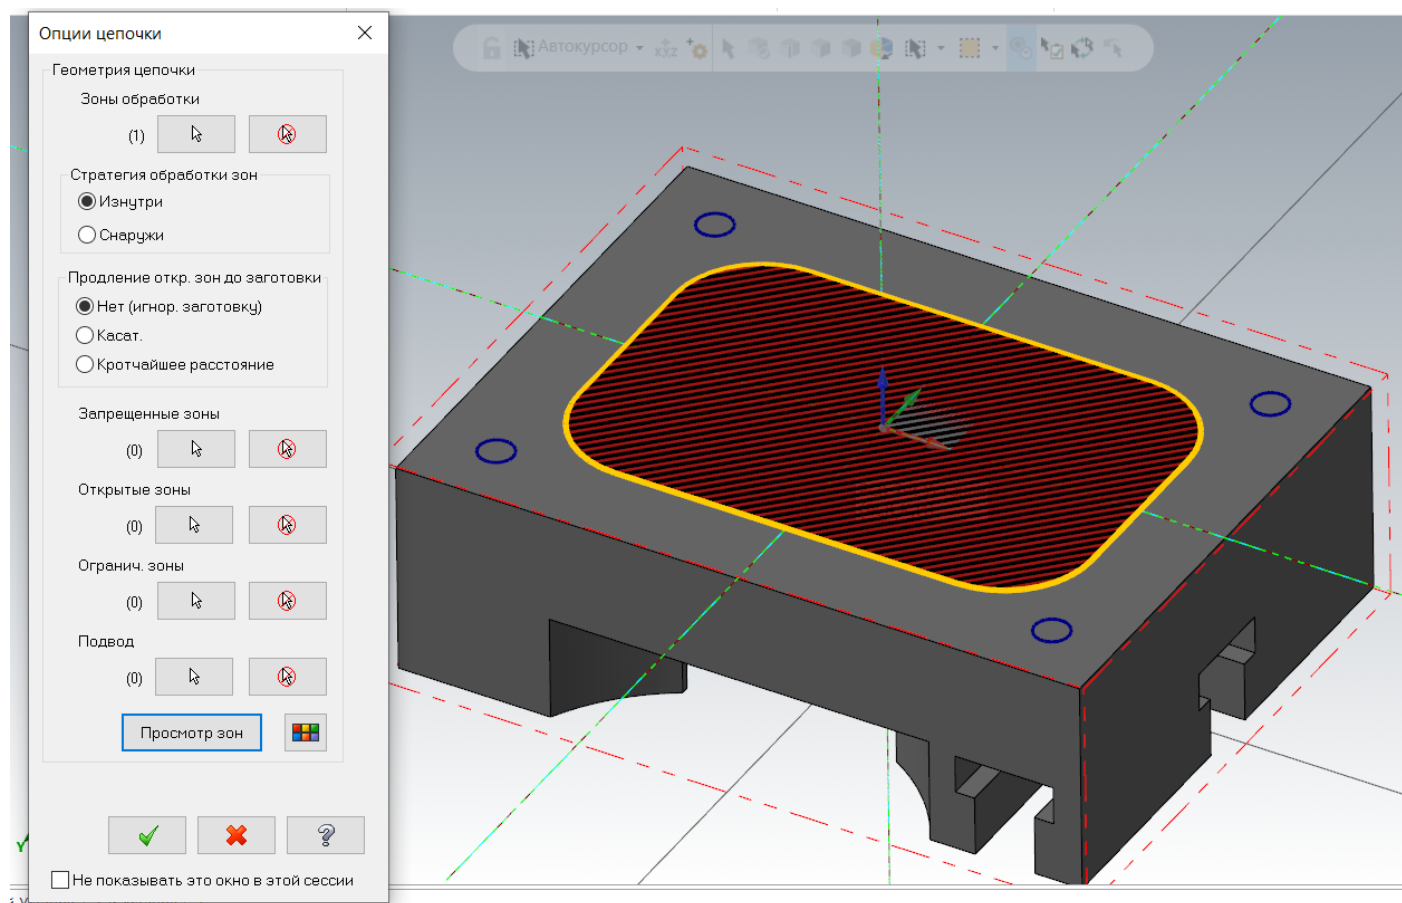 Опции цепочки
Автокурсор
XYZ
Геометрия цепочки
Зоны обработки
(1)
Стратегия обработки зон
Изнутри
Снаружи
Продление откр. зон до заготовки
Нет (игнор. заготовку)
Касат.
Кротчайшее расстояние
Запрещенные зоны
(0)
Открытые зоны
(0)
Огранич. зоны
(0)
Подвод
(0)
Просмотр зон
Y
Не показывать это окно в этой сессии